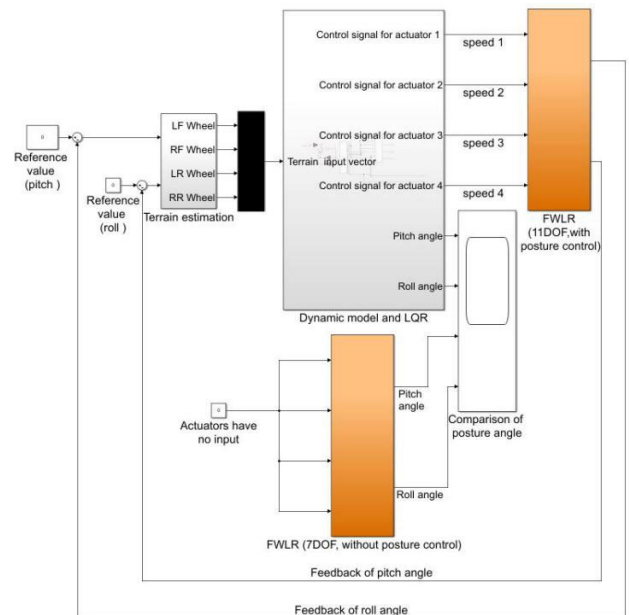 Control signal for actuator 1
speed 1
Control signal for actuator 2
speed 2
Control signal for actuator 3
speed 3
Control signal for actuator 4
speed 4
LF Wheel
RF Wheel
LR Wheel
RR Wheel
Terrain estimation
0
Reference
value
(pitch )
0
Reference
value
(roll )
Terrain input vector
Pitch angle
Roll angle
Dynamic model and LQR
FWLR
(11DOF,with
posture control)
Comparison of
posture angle
0
Actuators have
no input
Pitch
angle
Roll angle
FWLR (7DOF, without posture control)
Feedback of pitch angle
Feedback of roll angle